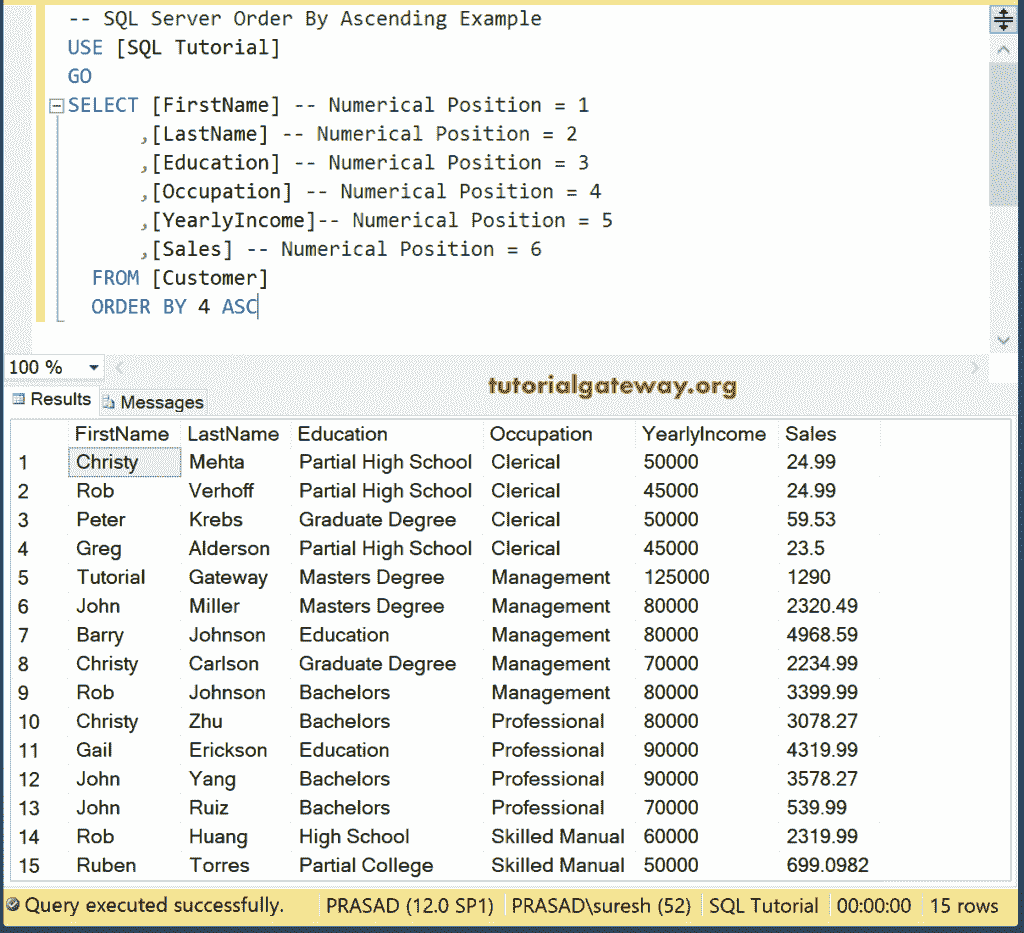 -- SQL Server Order By Ascending Example
USE [SQL Tutorial]
GO
SELECT [FirstName] -- Numerical Position = 1
,[LastName] -- Numerical Position = 2
,[Education] -- Numerical Position = 3
,[Occupation] -- Numerical Position = 4
,[YearlyIncome]-- Numerical Position = 5
,[Sales] -- Numerical Position = 6
FROM [Customer]
ORDER BY 4 ASC
100 %
tutorialgateway.org
Results Messages
FirstName LastName Education Occupation YearlyIncome Sales
1 Christy Mehta Partial High School Clerical 50000 24.99
2 Rob Verhoff Partial High School Clerical 45000 24.99
3 Peter Krebs Graduate Degree Clerical 50000 59.53
4 Greg Alderson Partial High School Clerical 45000 23.5
5 Tutorial Gateway Masters Degree Management 125000 1290
6 John Miller Masters Degree Management 80000 2320.49
7 Barry Johnson Education Management 80000 4968.59
8 Christy Carlson Graduate Degree Management 70000 2234.99
9 Rob Johnson Bachelors Management 80000 3399.99
10 Christy Zhu Bachelors Professional 80000 3078.27
11 Gail Erickson Education Professional 90000 4319.99
12 John Yang Bachelors Professional 90000 3578.27
13 John Ruiz Bachelors Professional 70000 539.99
14 Rob Huang High School Skilled Manual 60000 2319.99
15 Ruben Torres Partial College Skilled Manual 50000 699.0982
Query executed successfully. PRASAD (12.0 SP1) PRASAD\suresh (52) SQL Tutorial 00:00:00 15 rows